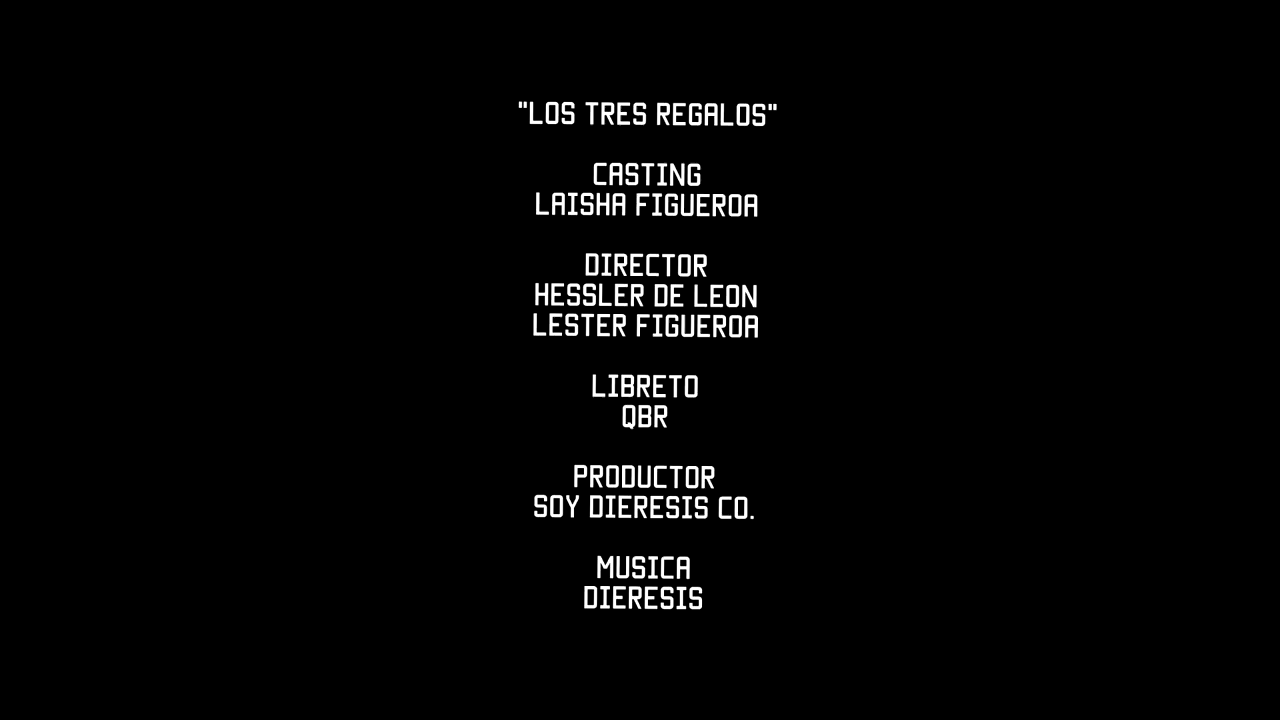 "LOS TRES REGALOS"
CASTING
LAISHA FIGUEROA
DIRECTOR
HESSLER DE LEON
LESTER FIGUEROA
LIBRETO
QBR
PRODUCTOR
SOY DIERESIS CO.
MUSICA
DIERESIS